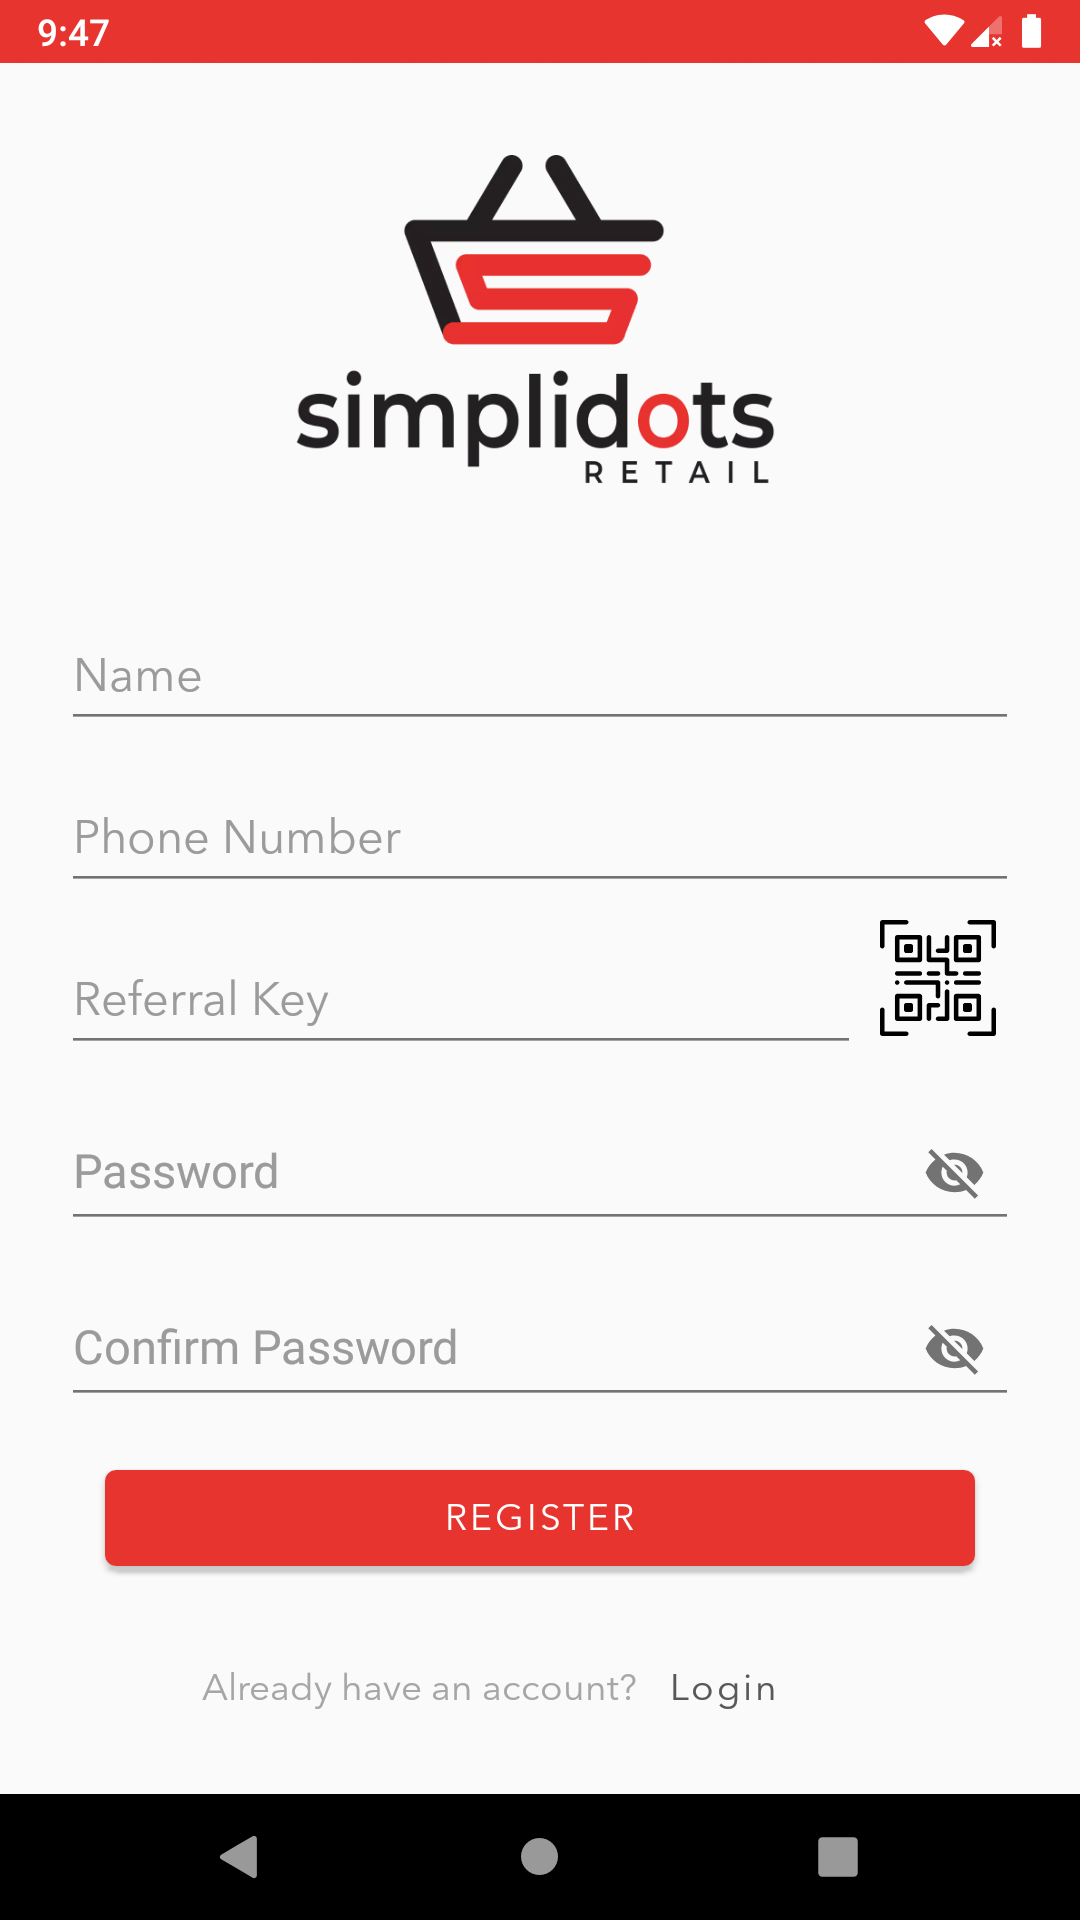 9:47
simplidots
RETAIL
Name
Phone Number
Referral Key
Password
Confirm Password
REGISTER
Already have an account? Login